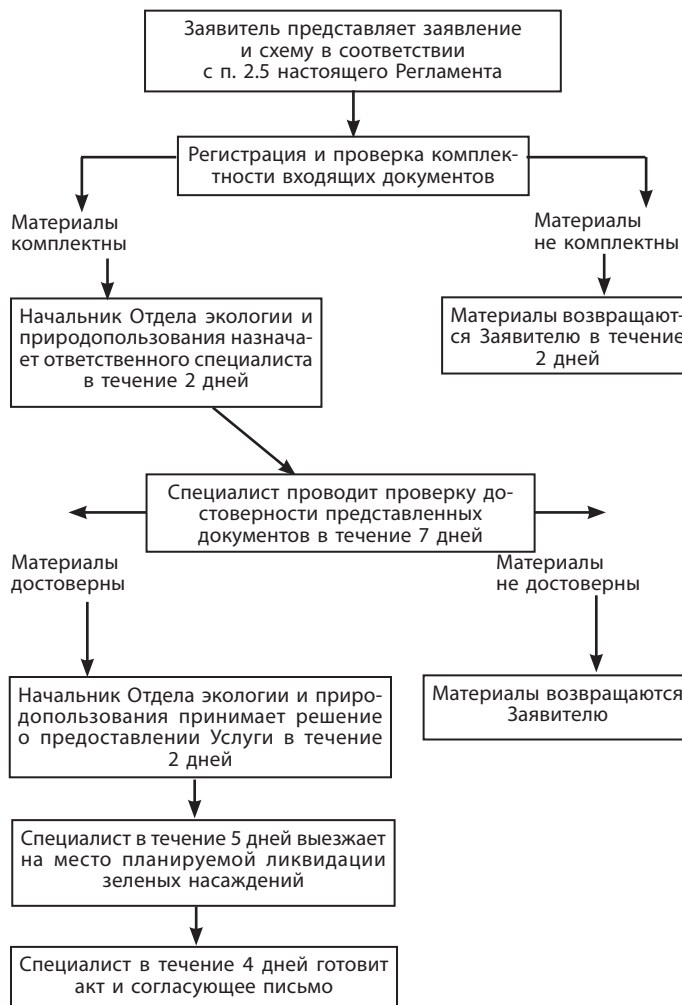 Заявитель представляет заявление
и схему в соответствии
с п. 2.5 настоящего Регламента
Регистрация и проверка комплек-
тности входящих документов
Материалы
комплектны
Материалы
не комплектны
Начальник Отдела экологии и
природопользования назнача-
ет ответственного специалиста
в течение 2 дней
Материалы возвращают-
ся Заявителю в течение
2 дней
Специалист проводит проверку до-
стоверности представленных
документов в течение 7 дней
Материалы
достоверны
Материалы
не достоверны
Начальник Отдела экологии и приро-
допользования принимает решение
о предоставлении Услуги в течение
2 дней
Материалы возвращаются
Заявителю
Специалист в течение 5 дней выезжает
на место планируемой ликвидации
зеленых насаждений
Специалист в течение 4 дней готовит
акт и согласующее письмо